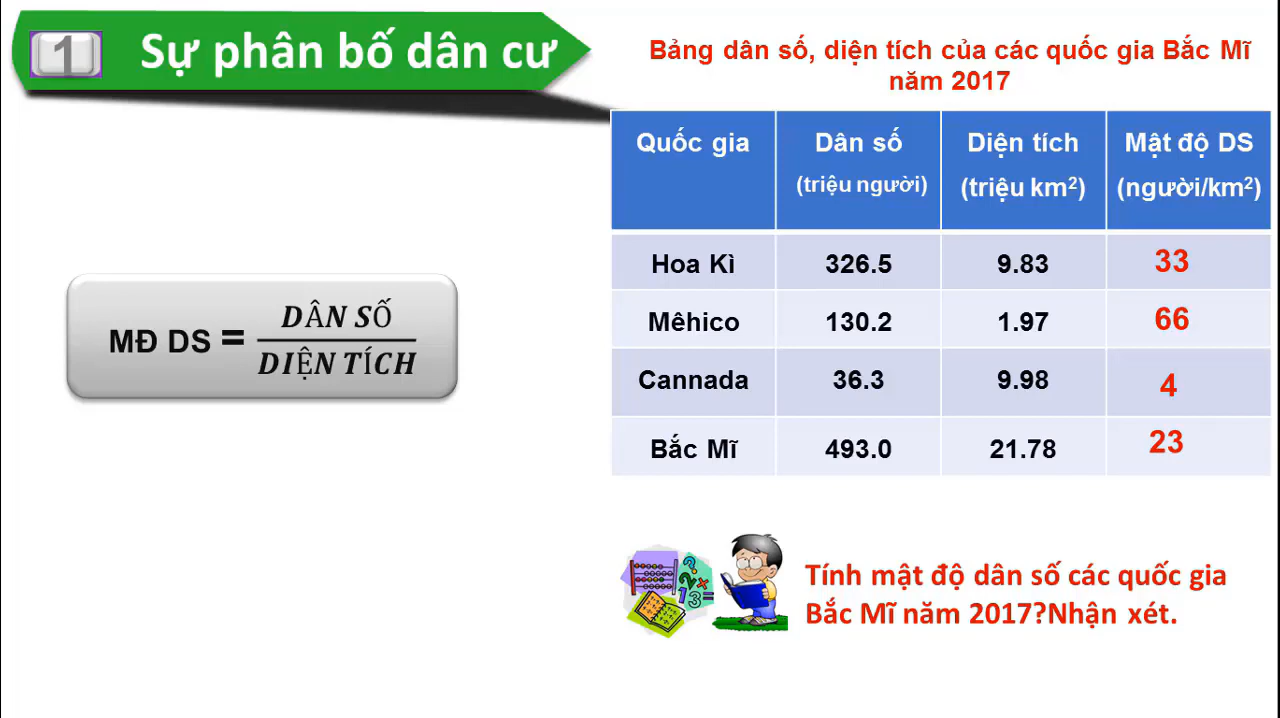 1
Sự phân bố dân cư
Bảng dân số, diện tích của các quốc gia Bắc Mĩ
năm 2017
Quốc gia Dân số Diện tích Mật độ DS
(triệu người) (triệu km²) (người/km²)
Hoa Kì 326.5 9.83 33
Mêhico 130.2 1.97 66
Cannada 36.3 9.98 4
Bắc Mĩ 493.0 21.78 23
MĐ DS = DÂN SỐ
DIỆN TÍCH
Tính mật độ dân số các quốc gia
Bắc Mĩ năm 2017?Nhận xét.